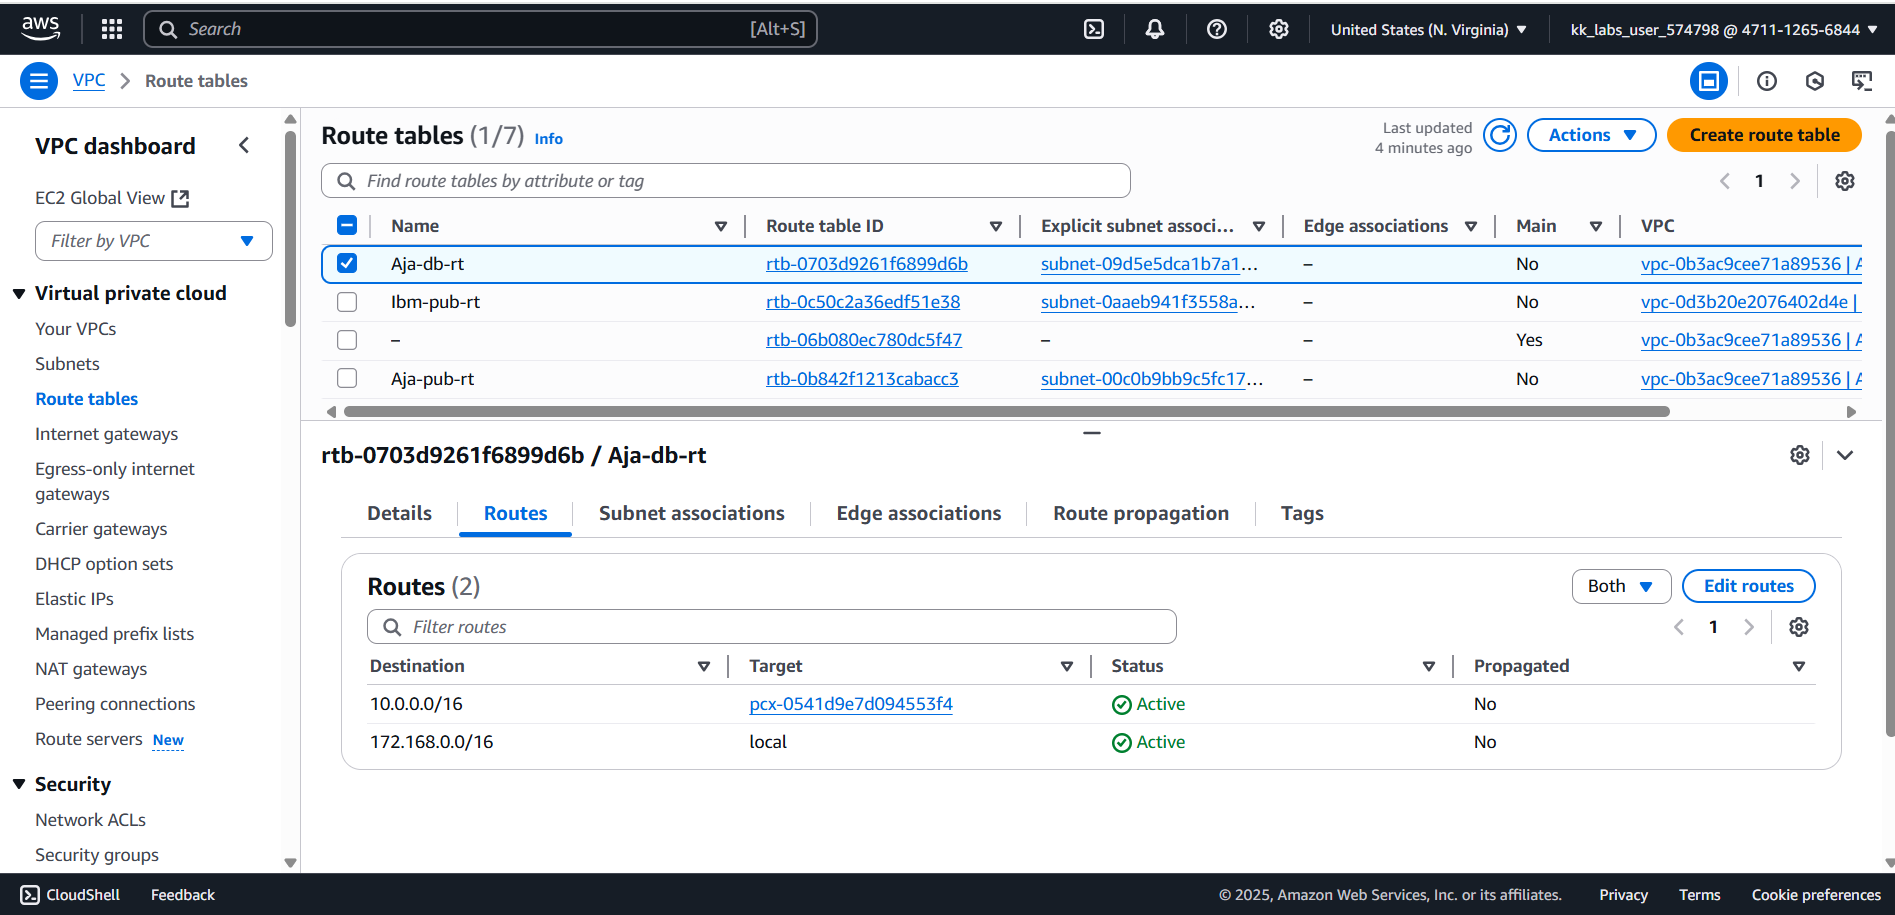 aws Search [Alt+S] United States (N. Virginia) kk_labs_user_574798 @ 4711-1265-6844
VPC Route tables
VPC dashboard
EC2 Global View
Filter by VPC
Virtual private cloud
Your VPCs
Subnets
Route tables
Internet gateways
Egress-only internet
gateways
Carrier gateways
DHCP option sets
Elastic IPs
Managed prefix lists
NAT gateways
Peering connections
Route servers New
Security
Network ACLs
Security groups
Route tables (1/7) Info
Last updated
4 minutes ago
Actions
Create route table
Find route tables by attribute or tag
1
Name Route table ID Explicit subnet associ... Edge associations Main VPC
Aja-db-rt rtb-0703d9261f6899d6b subnet-09d5e5dca1b7a1... – No vpc-0b3ac9cee71a89536 | A
Ibm-pub-rt rtb-0c50c2a36edf51e38 subnet-0aaeb941f3558a... – No vpc-0d3b20e2076402d4e |
– rtb-06b080ec780dc5f47 – – Yes vpc-0b3ac9cee71a89536 | A
Aja-pub-rt rtb-0b842f1213cabacc3 subnet-00c0b9bb9c5fc17... – No vpc-0b3ac9cee71a89536 | A
rtb-0703d9261f6899d6b / Aja-db-rt
Details Routes Subnet associations Edge associations Route propagation Tags
Routes (2)
Both Edit routes
Filter routes
1
Destination Target Status Propagated
10.0.0.0/16 pcx-0541d9e7d094553f4 Active No
172.168.0.0/16 local Active No
CloudShell Feedback © 2025, Amazon Web Services, Inc. or its affiliates. Privacy Terms Cookie preferences